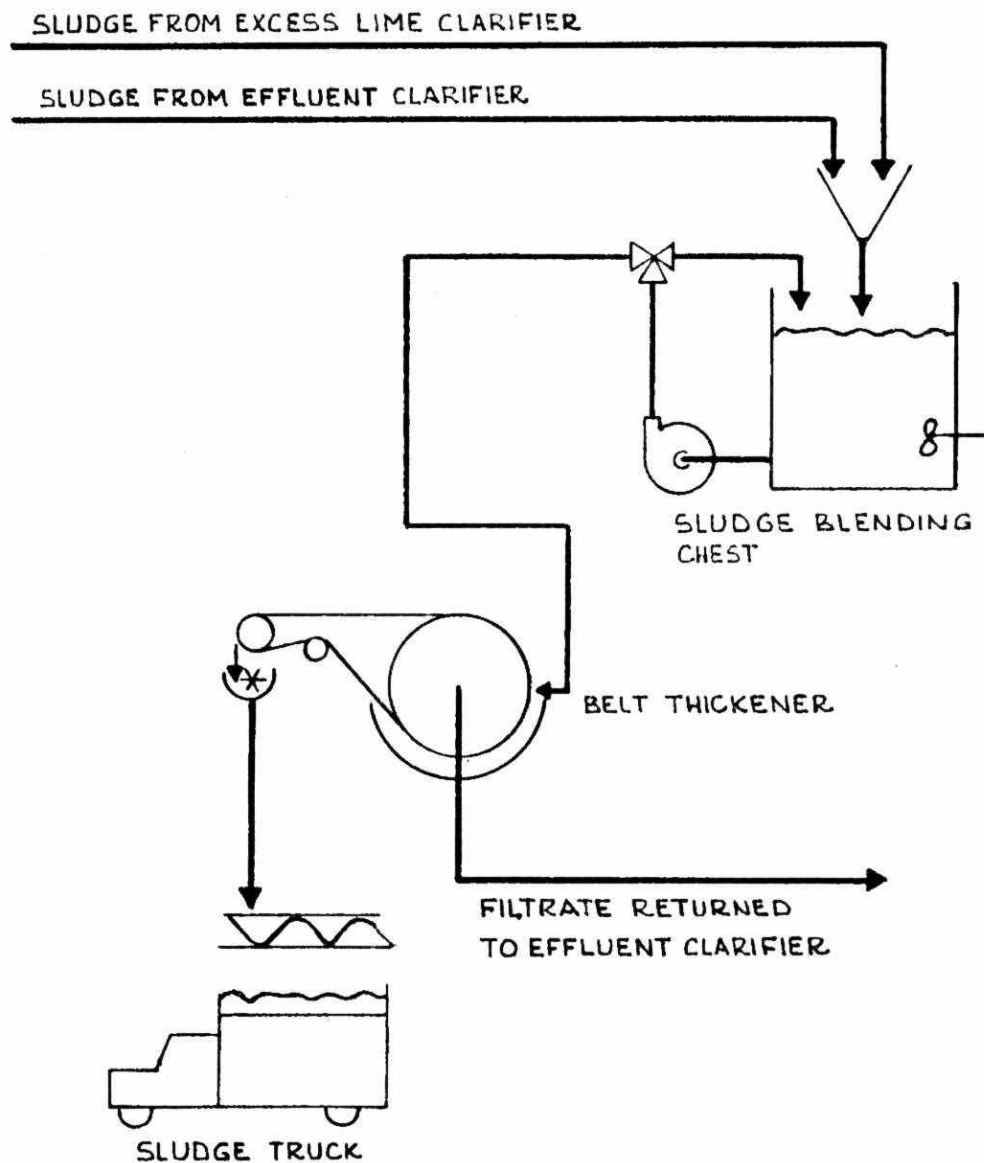 SLUDGE FROM EXCESS LIME CLARIFIER
SLUDGE FROM EFFLUENT CLARIFIER
SLUDGE BLENDING
CHEST
BELT THICKENER
FILTRATE RETURNED
TO EFFLUENT CLARIFIER
SLUDGE TRUCK